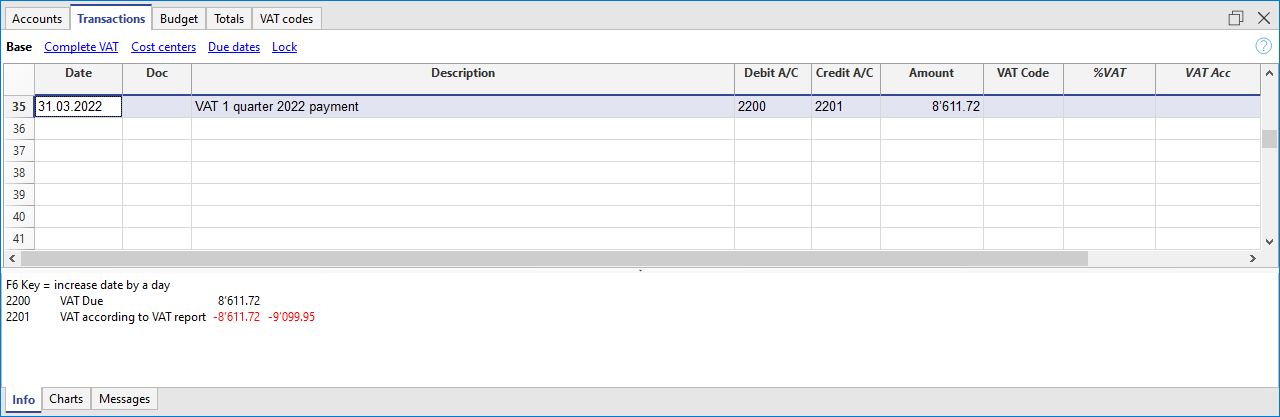 Accounts Transactions Budget Totals VAT codes
Base Complete VAT Cost centers Due dates Lock ?
Date Doc Description Debit A/C Credit A/C Amount VAT Code %VAT VAT Acc
35 31.03.2022 VAT 1 quarter 2022 payment 2200 2201 8'611.72
36
37
38
39
40
41
F6 Key = increase date by a day
2200 VAT Due 8'611.72
2201 VAT according to VAT report -8'611.72 -9'099.95
Info Charts Messages